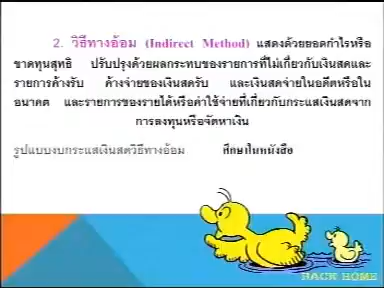 2. วิธีทางอ้อม (Indirect Method) แสดงด้วยยอดกำไรหรือ
ขาดทุนสุทธิ ปรับปรุงด้วยผลกระทบของรายการที่ไม่เกี่ยวกับเงินสดและ
รายการค้างรับ ค้างจ่ายของเงินสดรับ และเงินสดจ่ายในอดีตหรือใน
อนาคต และรายการของรายได้หรือค่าใช้จ่ายที่เกี่ยวกับกระแสเงินสดจาก
การลงทุนหรือจัดหาเงิน
รูปแบบงบกระแสเงินสดวิธีทางอ้อม ศึกษาในหนังสือ
BACK HOME